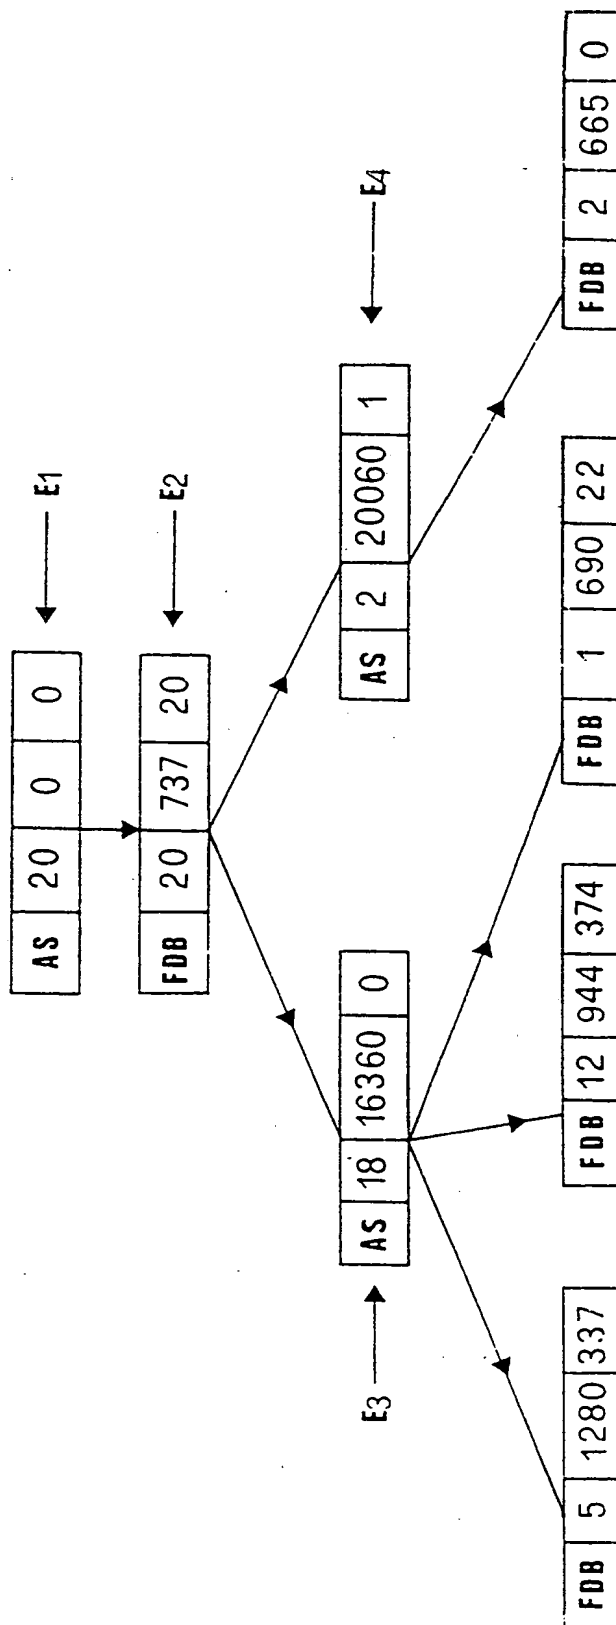 AS 20 0 0
E1
FDB 20 737 20
E2
E3
AS 18 16360 0
AS 2 20060 1
E4
FDB 5 1280 337
FDB 12 944 374
FDB 1 690 22
FDB 2 665 0